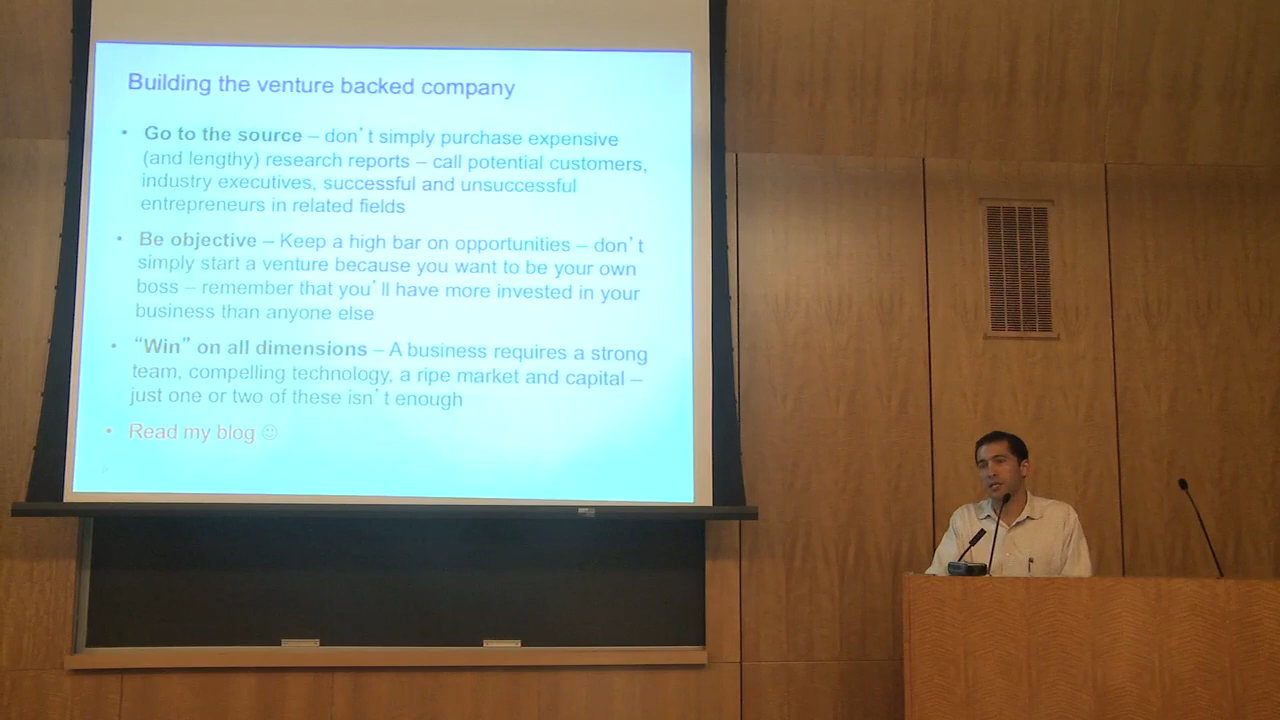 Building the venture backed company
• Go to the source – don't simply purchase expensive
(and lengthy) research reports – call potential customers,
industry executives, successful and unsuccessful
entrepreneurs in related fields
• Be objective – Keep a high bar on opportunities – don't
simply start a venture because you want to be your own
boss – remember that you'll have more invested in your
business than anyone else
• "Win" on all dimensions – A business requires a strong
team, compelling technology, a ripe market and capital –
just one or two of these isn't enough
• Read my blog ☺